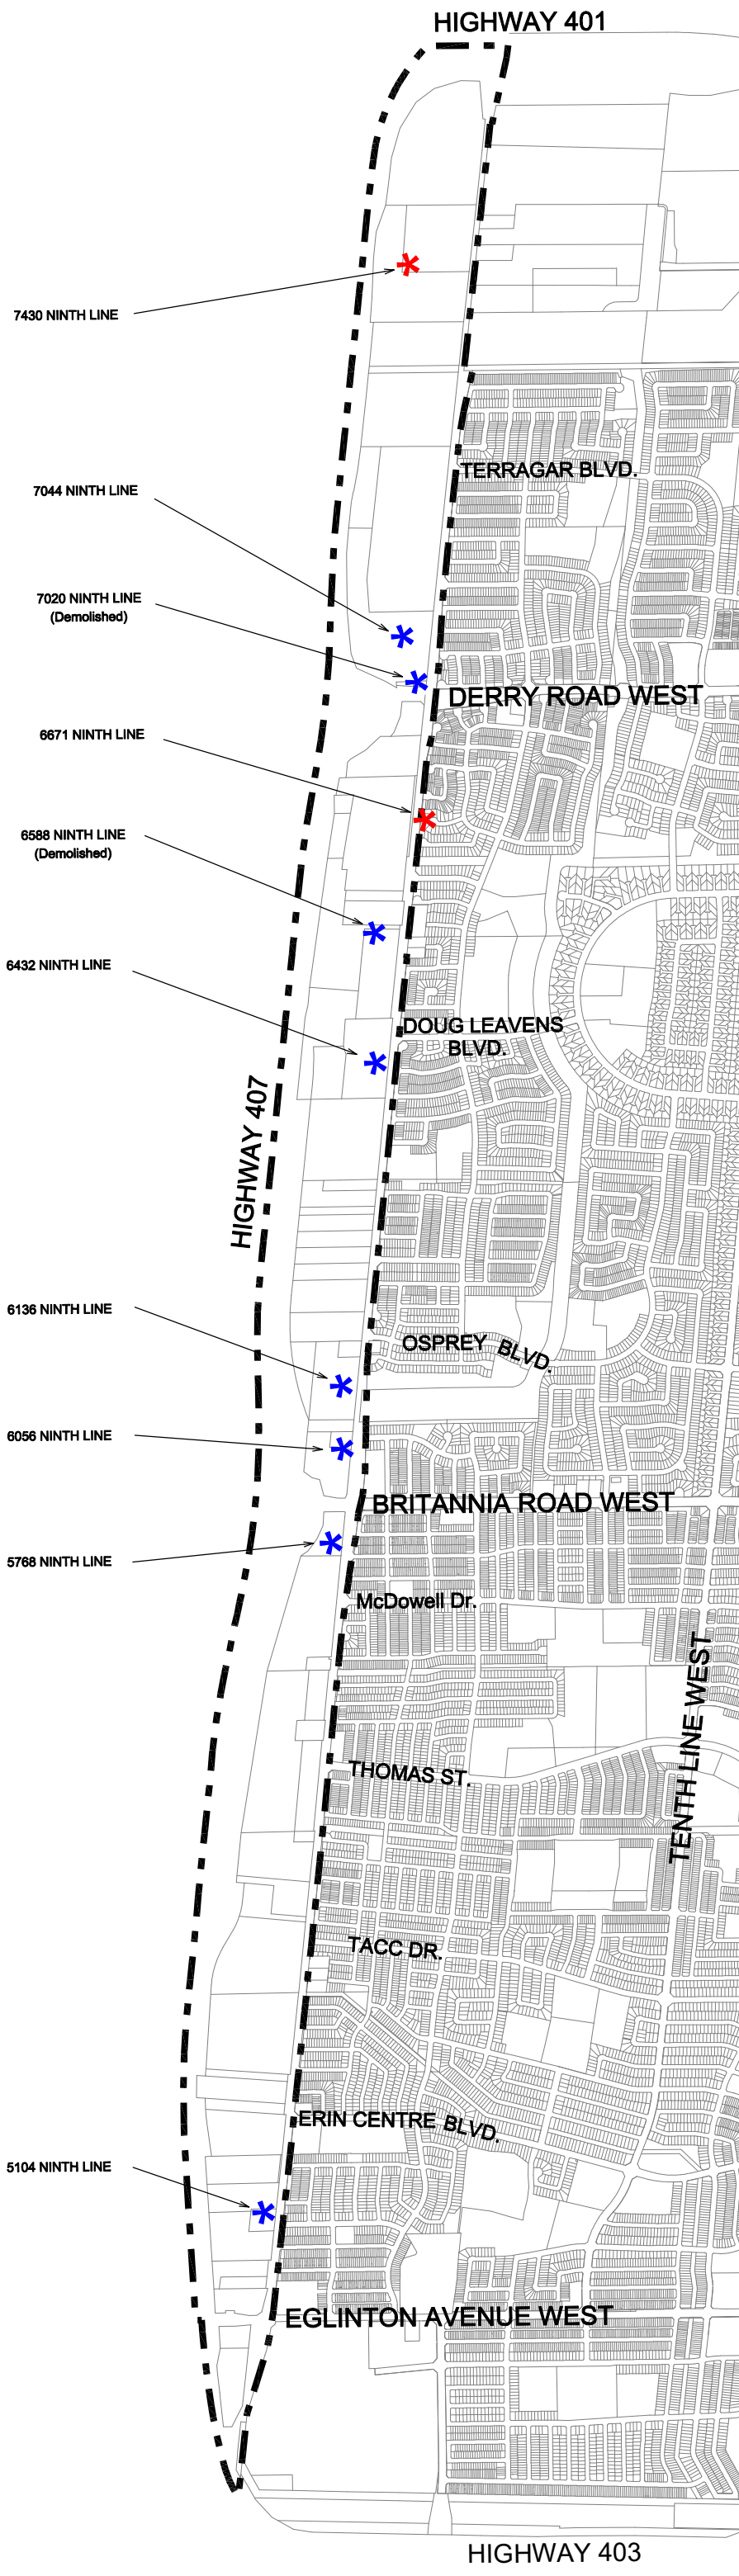 HIGHWAY 401
7430 NINTH LINE
TERRAGAR BLVD.
7044 NINTH LINE
7020 NINTH LINE
(Demolished)
DERRY ROAD WEST
6671 NINTH LINE
6588 NINTH LINE
(Demolished)
6432 NINTH LINE
DOUG LEAVENS
BLVD.
HIGHWAY 407
6136 NINTH LINE
OSPREY BLVD.
6056 NINTH LINE
BRITANNIA ROAD WEST
5768 NINTH LINE
McDowell Dr.
TENTH LINE WEST
THOMAS ST.
TACC DR.
ERIN CENTRE BLVD.
5104 NINTH LINE
EGLINTON AVENUE WEST
HIGHWAY 403